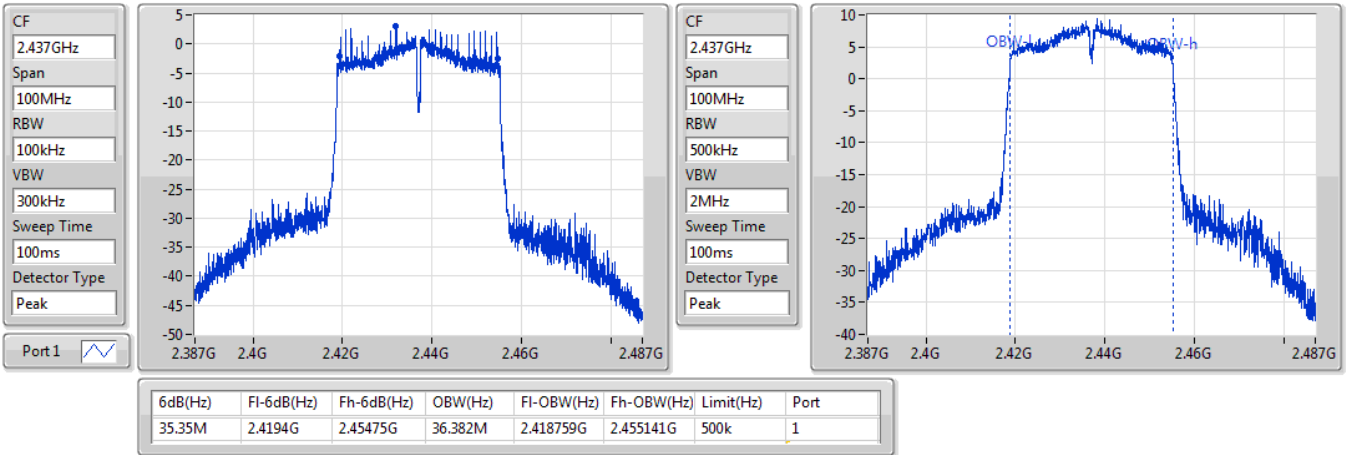 CF
2.437GHz
Span
100MHz
RBW
100kHz
VBW
300kHz
Sweep Time
100ms
Detector Type
Peak
Port 1
5
0
-5
-10
-15
-20
-25
-30
-35
-40
-45
-50
2.387G 2.4G 2.42G 2.44G 2.46G 2.487G
CF
2.437GHz
Span
100MHz
RBW
500kHz
VBW
2MHz
Sweep Time
100ms
Detector Type
Peak
10
5
0
-5
-10
-15
-20
-25
-30
-35
-40
OBW-l OBW-h
2.387G 2.4G 2.42G 2.44G 2.46G 2.487G
6dB(Hz) Fl-6dB(Hz) Fh-6dB(Hz) OBW(Hz) Fl-OBW(Hz) Fh-OBW(Hz) Limit(Hz) Port
35.35M 2.4194G 2.45475G 36.382M 2.418759G 2.455141G 500k 1